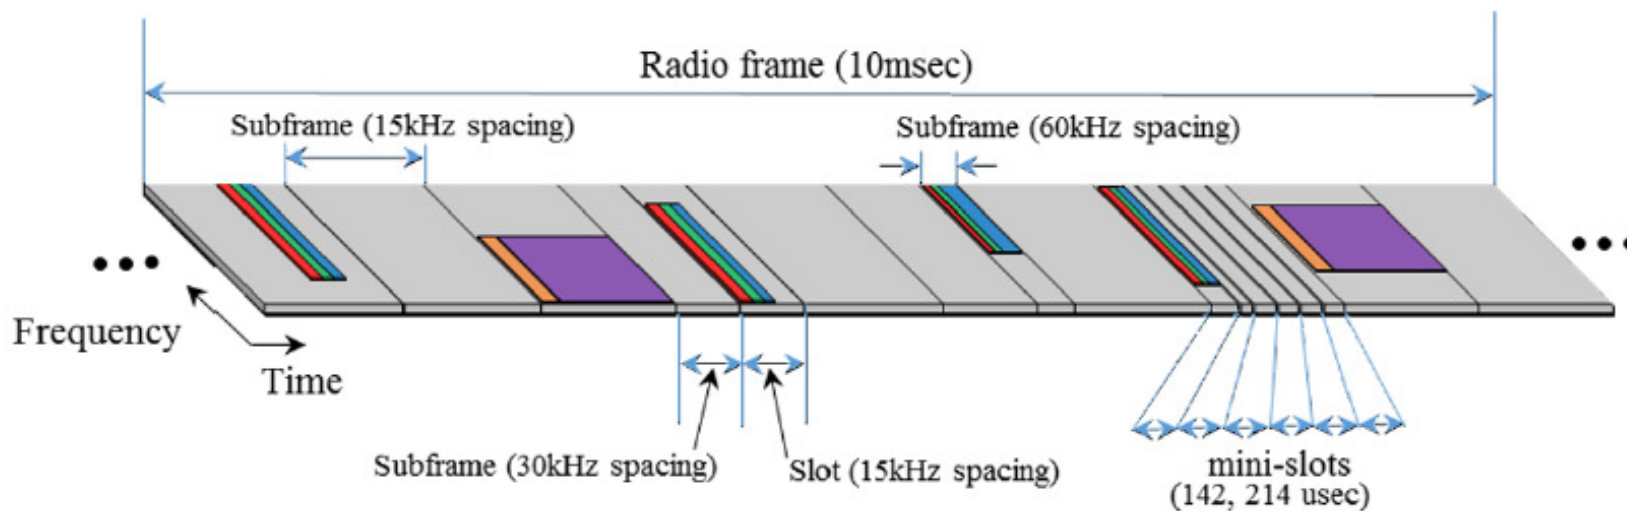 Radio frame (10msec)
Subframe (15kHz spacing)
Subframe (60kHz spacing)
Frequency
Time
Subframe (30kHz spacing)
Slot (15kHz spacing)
mini-slots
(142, 214 usec)